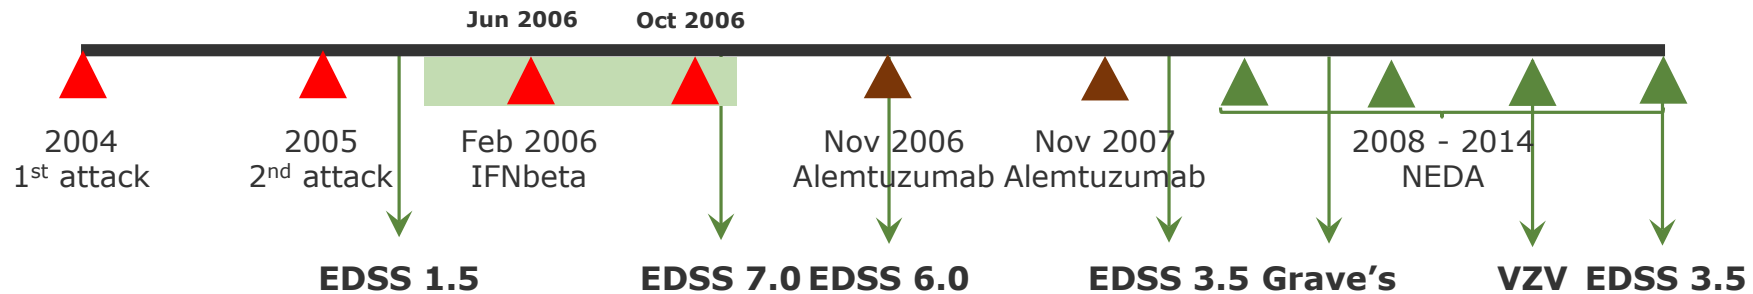 Jun 2006 Oct 2006
2004 2005 Feb 2006 Nov 2006 Nov 2007 2008 - 2014
1st attack 2nd attack IFNbeta Alemtuzumab Alemtuzumab NEDA
EDSS 1.5 EDSS 7.0 EDSS 6.0 EDSS 3.5 Grave's VZV EDSS 3.5